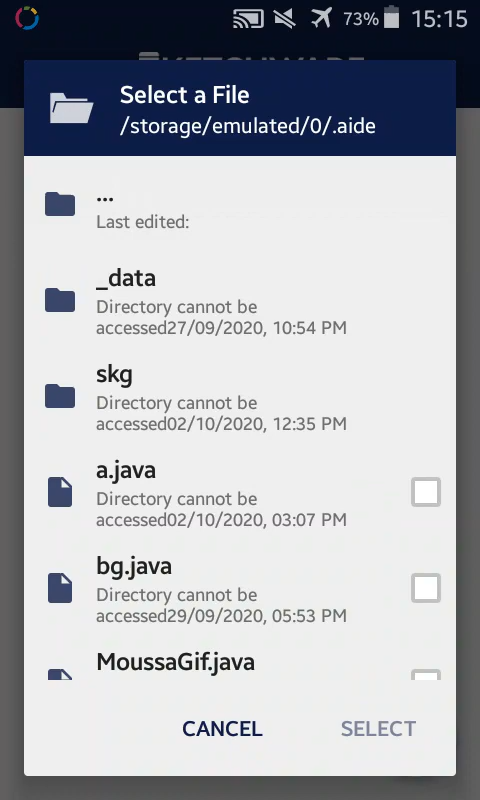 73% 15:15
Select a File
/storage/emulated/0/.aide
...
Last edited:
_data
Directory cannot be
accessed27/09/2020, 10:54 PM
skg
Directory cannot be
accessed02/10/2020, 12:35 PM
a.java
Directory cannot be
accessed02/10/2020, 03:07 PM
bg.java
Directory cannot be
accessed29/09/2020, 05:53 PM
MoussaGif.java
CANCEL SELECT